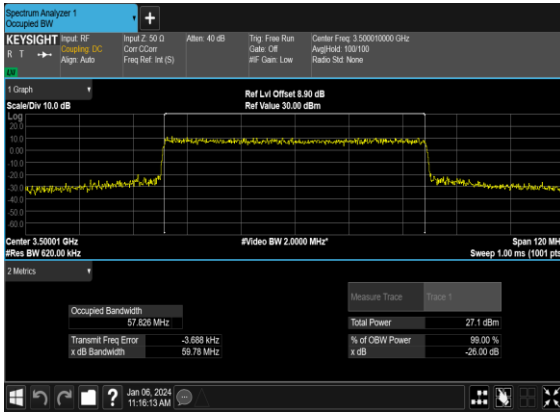 Spectrum Analyzer 1
Occupied BW
+
KEYSIGHT
R T
LW
Input: RF
Coupling: DC
Align: Auto
Input Z: 50 Ω
Corr CCorr
Freq Ref: Int (S)
Atten: 40 dB
Trig: Free Run
Gate: Off
#IF Gain: Low
Center Freq: 3.500010000 GHz
Avg|Hold: 100/100
Radio Std: None
1 Graph
Scale/Div 10.0 dB
Ref Lvl Offset 8.90 dB
Ref Value 30.00 dBm
Log
20.0
10.0
0.00
-10.0
-20.0
-30.0
-40.0
-50.0
-60.0
Center 3.50001 GHz
#Res BW 620.00 kHz
#Video BW 2.0000 MHz*
Span 120 MH
Sweep 1.00 ms (1001 pts
2 Metrics
Measure Trace
Trace 1
Occupied Bandwidth
57.826 MHz
Total Power
27.1 dBm
Transmit Freq Error
-3.688 kHz
% of OBW Power
99.00 %
x dB Bandwidth
59.78 MHz
x dB
-26.00 dB
?
Jan 06, 2024
11:16:13 AM